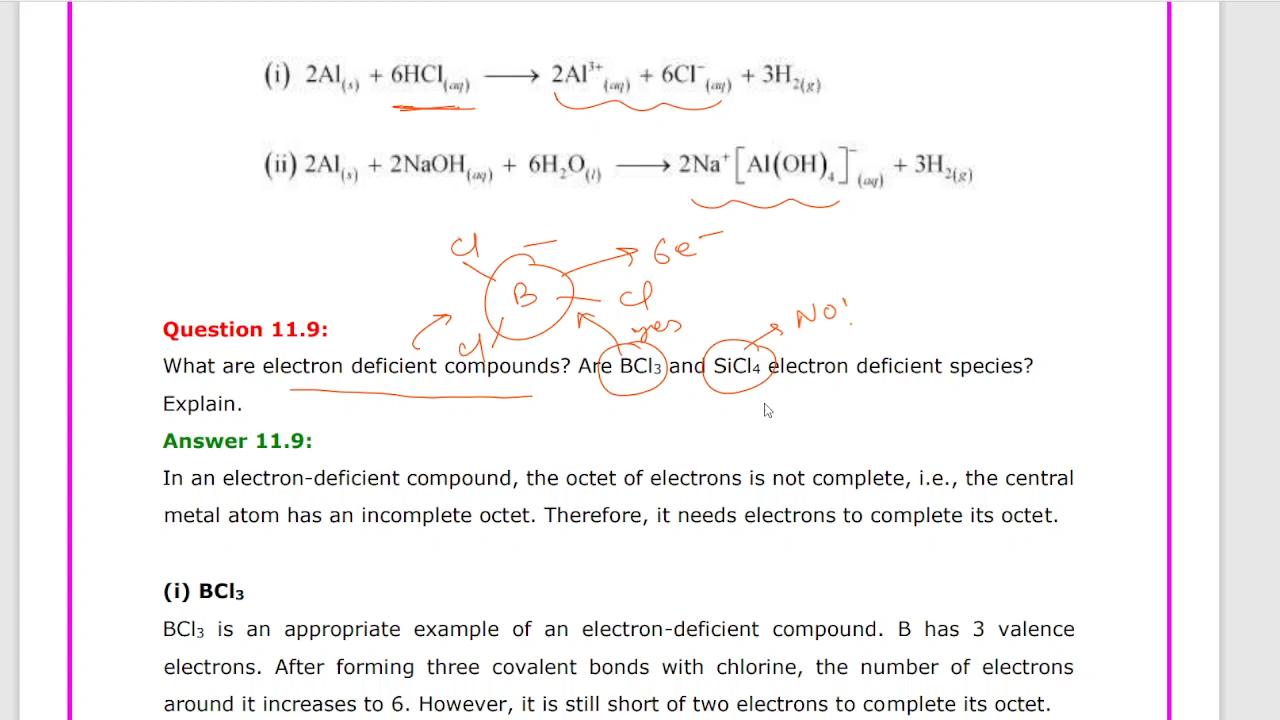 (i) 2Al(s) + 6HCl(aq) ⟶ 2Al³⁺(aq) + 6Cl⁻(aq) + 3H₂(g)
(ii) 2Al(s) + 2NaOH(aq) + 6H₂O(l) ⟶ 2Na⁺[Al(OH)₄]⁻(aq) + 3H₂(g)
Cl
6e⁻
B
Cl
NO!
yes
Cl
Question 11.9:
What are electron deficient compounds? Are BCl₃ and SiCl₄ electron deficient species?
Explain.
Answer 11.9:
In an electron-deficient compound, the octet of electrons is not complete, i.e., the central
metal atom has an incomplete octet. Therefore, it needs electrons to complete its octet.
(i) BCl₃
BCl₃ is an appropriate example of an electron-deficient compound. B has 3 valence
electrons. After forming three covalent bonds with chlorine, the number of electrons
around it increases to 6. However, it is still short of two electrons to complete its octet.